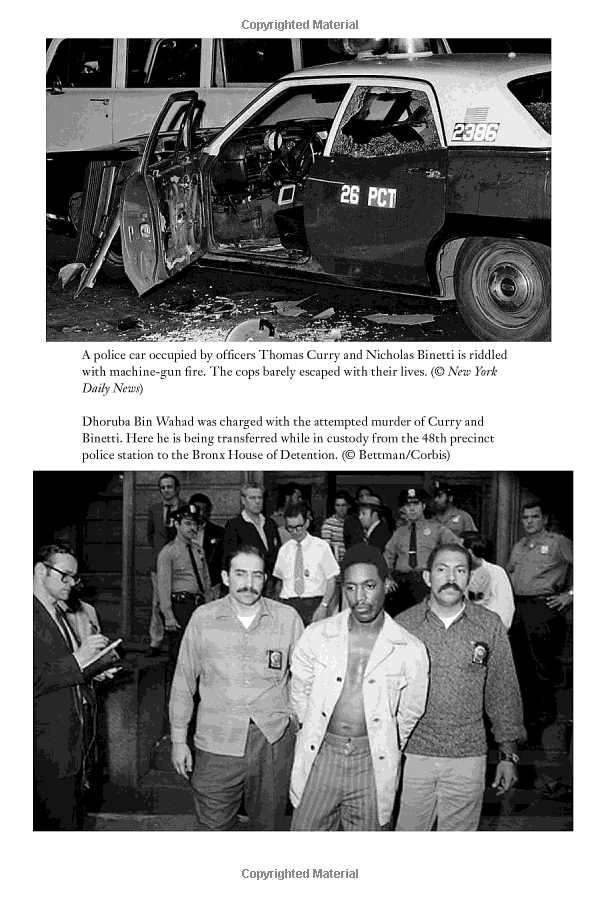 Copyrighted Material
2386
26 PCT
A police car occupied by officers Thomas Curry and Nicholas Binetti is riddled
with machine-gun fire. The cops barely escaped with their lives. (© New York
Daily News)
Dhoruba Bin Wahad was charged with the attempted murder of Curry and
Binetti. Here he is being transferred while in custody from the 48th precinct
police station to the Bronx House of Detention. (© Bettman/Corbis)
Copyrighted Material